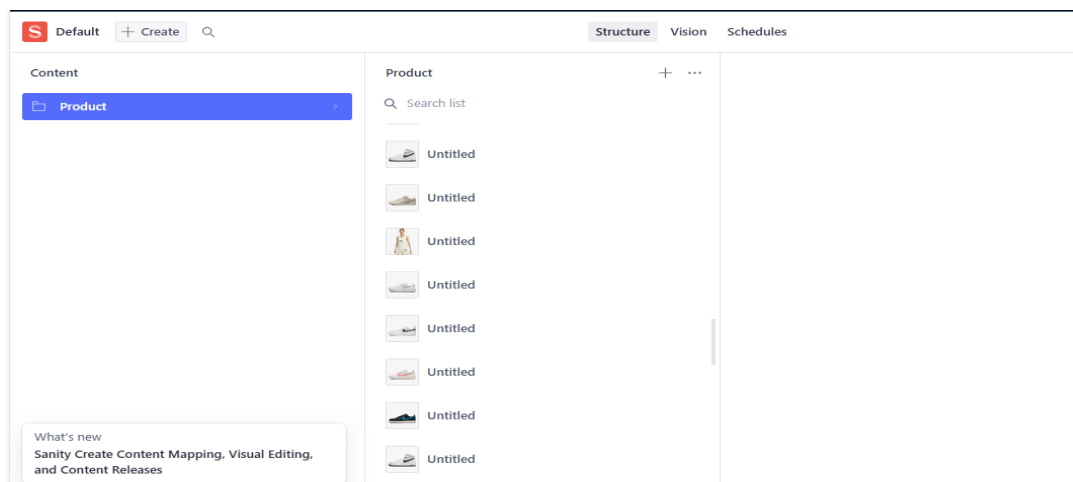 S Default + Create Structure Vision Schedules
Content
Product
Product
Search list
Untitled
Untitled
Untitled
Untitled
Untitled
Untitled
Untitled
Untitled
What's new
Sanity Create Content Mapping, Visual Editing,
and Content Releases